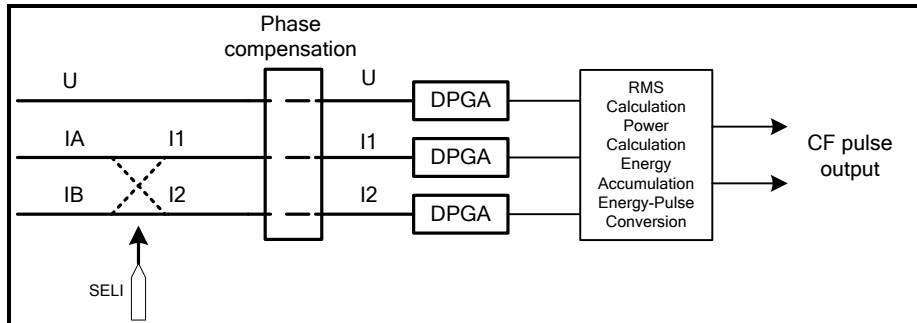 Phase
compensation
U
U
DPGA
IA
I1
I1
DPGA
IB
I2
I2
DPGA
RMS
Calculation
Power
Calculation
Energy
Accumulation
Energy-Pulse
Conversion
CF pulse
output
SELI